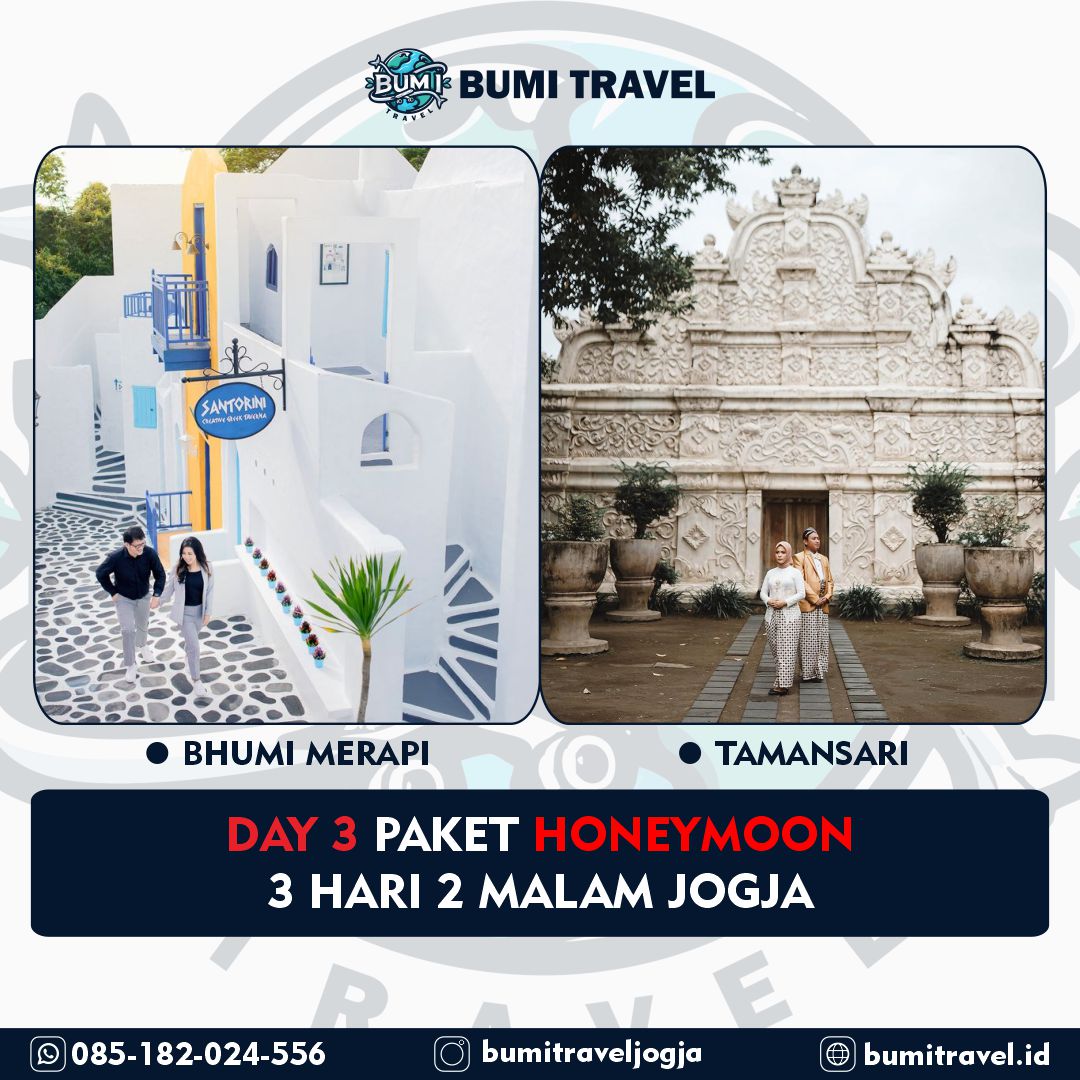 BUMI
TRAVEL
BUMI TRAVEL
SANTORINI
CREATIVE GREEK TAVERNA
● BHUMI MERAPI
● TAMANSARI
DAY 3 PAKET HONEYMOON
3 HARI 2 MALAM JOGJA
TRAVEL
085-182-024-556
bumitraveljogja
bumitravel.id